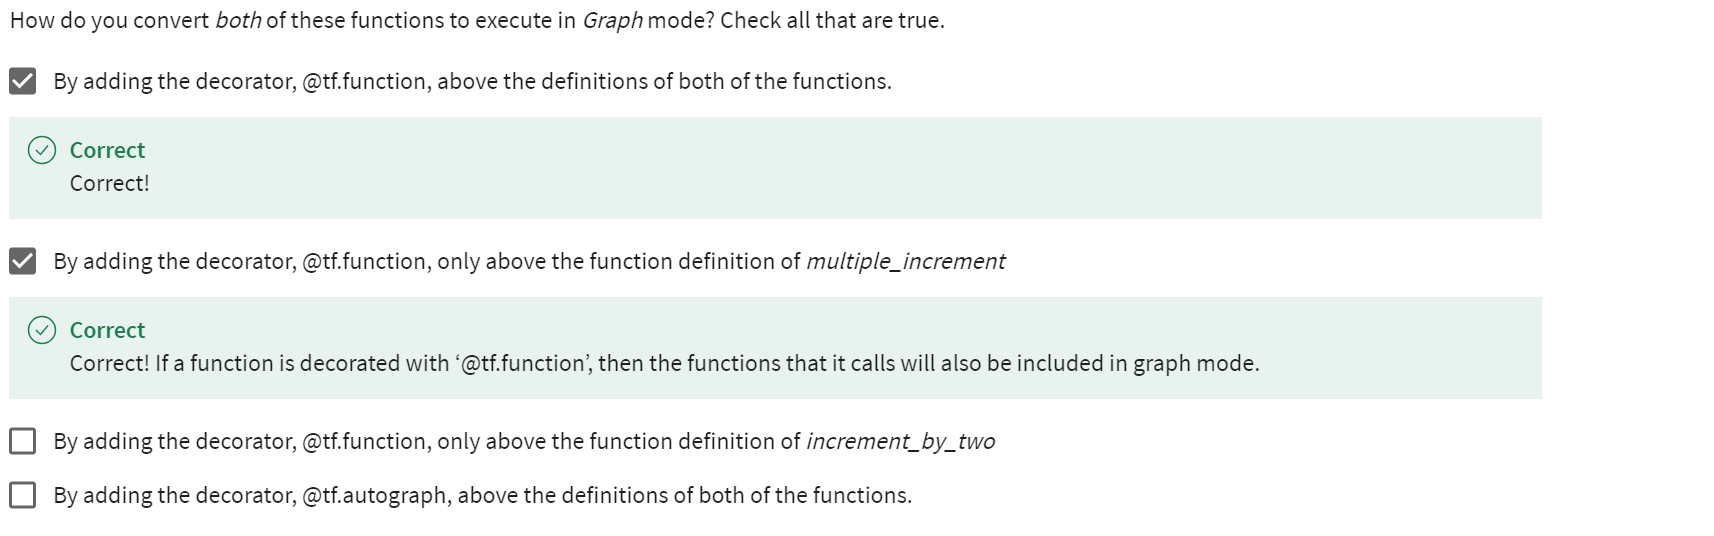 How do you convert both of these functions to execute in Graph mode? Check all that are true.
By adding the decorator, @tf.function, above the definitions of both of the functions.
Correct
Correct!
By adding the decorator, @tf.function, only above the function definition of multiple_increment
Correct
Correct! If a function is decorated with ‘@tf.function’, then the functions that it calls will also be included in graph mode.
By adding the decorator, @tf.function, only above the function definition of increment_by_two
By adding the decorator, @tf.autograph, above the definitions of both of the functions.